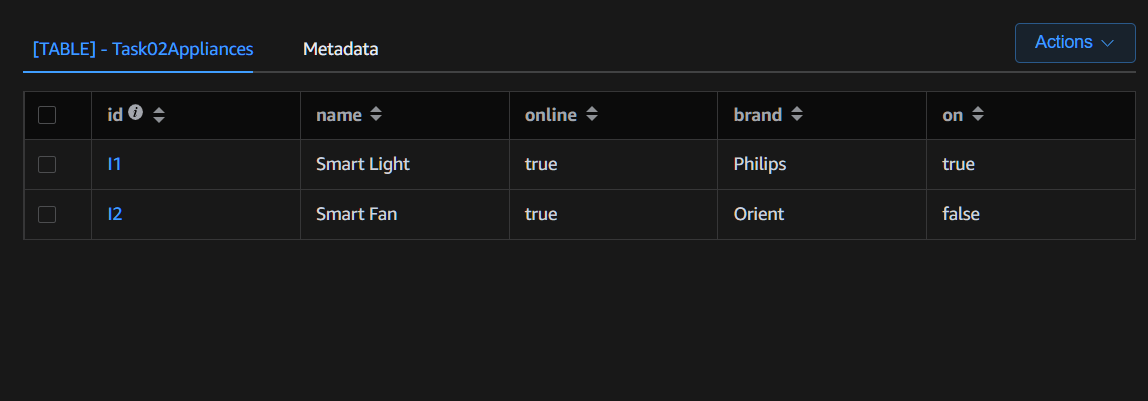 [TABLE] - Task02Appliances Metadata Actions
id name online brand on
I1 Smart Light true Philips true
I2 Smart Fan true Orient false